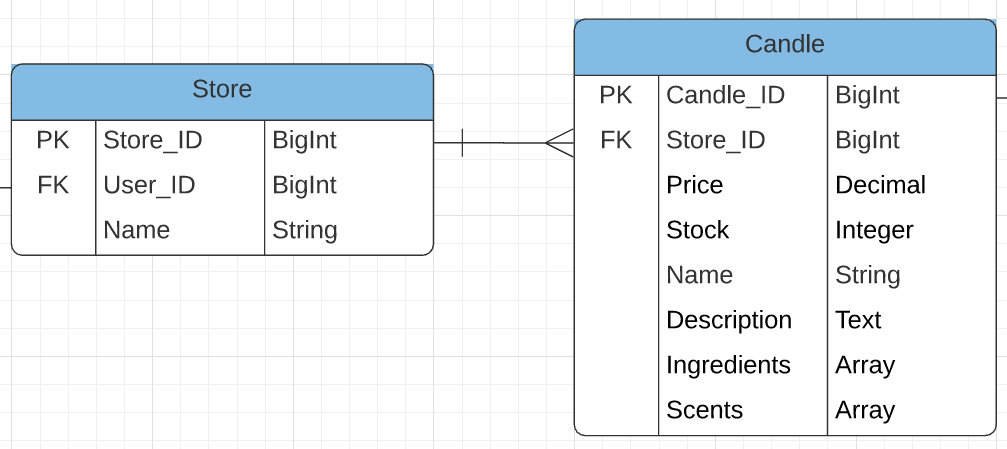 Store
PK Store_ID BigInt
FK User_ID BigInt
Name String
Candle
PK Candle_ID BigInt
FK Store_ID BigInt
Price Decimal
Stock Integer
Name String
Description Text
Ingredients Array
Scents Array